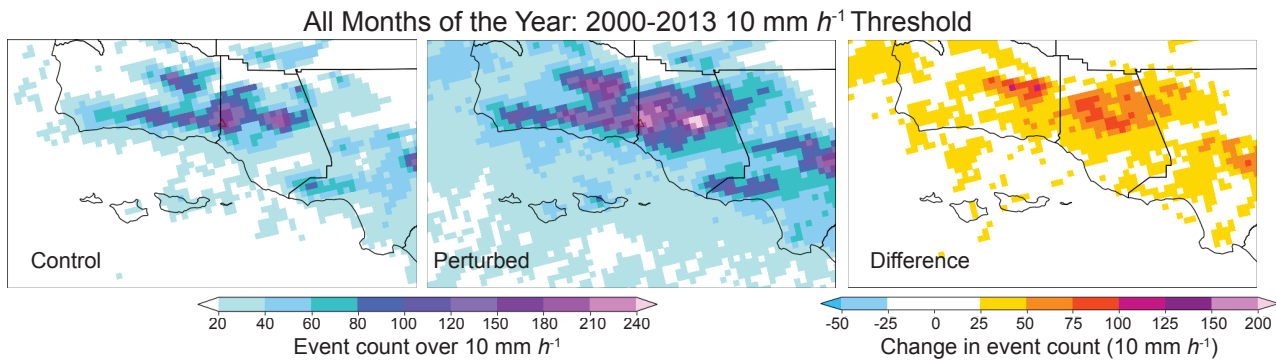 All Months of the Year: 2000-2013 10 mm h-1 Threshold
Control
Perturbed
Difference
20 40 60 80 100 120 150 180 210 240
Event count over 10 mm h-1
-50 -25 0 25 50 75 100 125 150 200
Change in event count (10 mm h-1)